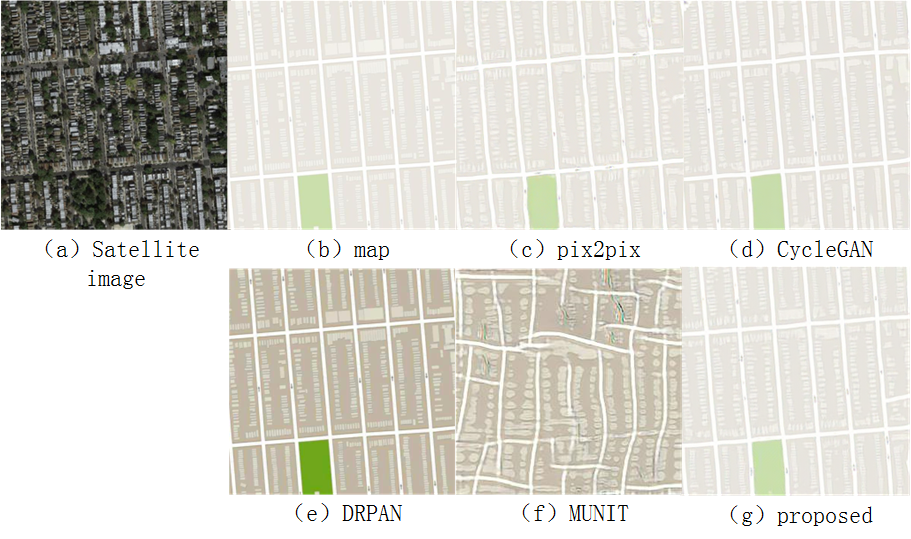 (a) Satellite
image
(b) map
(c) pix2pix
(d) CycleGAN
(e) DRPAN
(f) MUNIT
(g) proposed